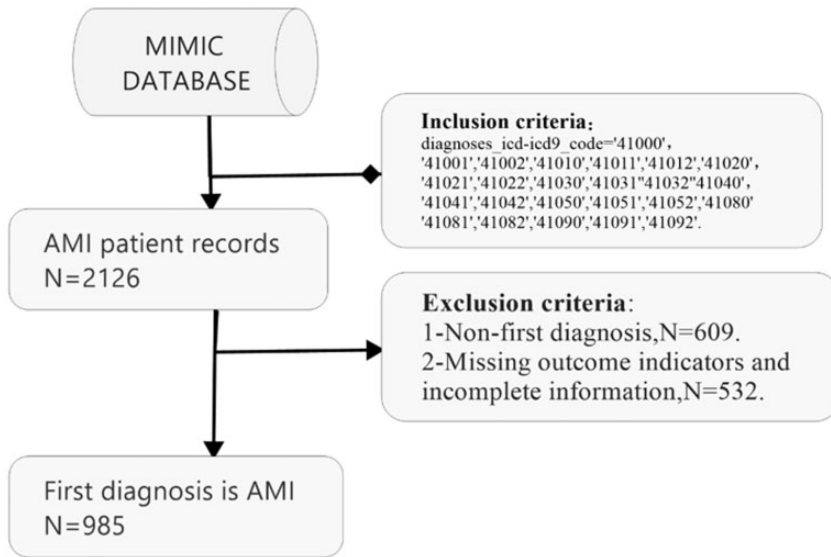 MIMIC
DATABASE
Inclusion criteria：
diagnoses_icd-icd9_code='41000'，
'41001','41002','41010','41011','41012','41020'，
'41021','41022','41030','41031''41032''41040'，
'41041','41042','41050','41051','41052','41080'
'41081','41082','41090','41091','41092'.
AMI patient records
N=2126
Exclusion criteria:
1-Non-first diagnosis,N=609.
2-Missing outcome indicators and
incomplete information,N=532.
First diagnosis is AMI
N=985